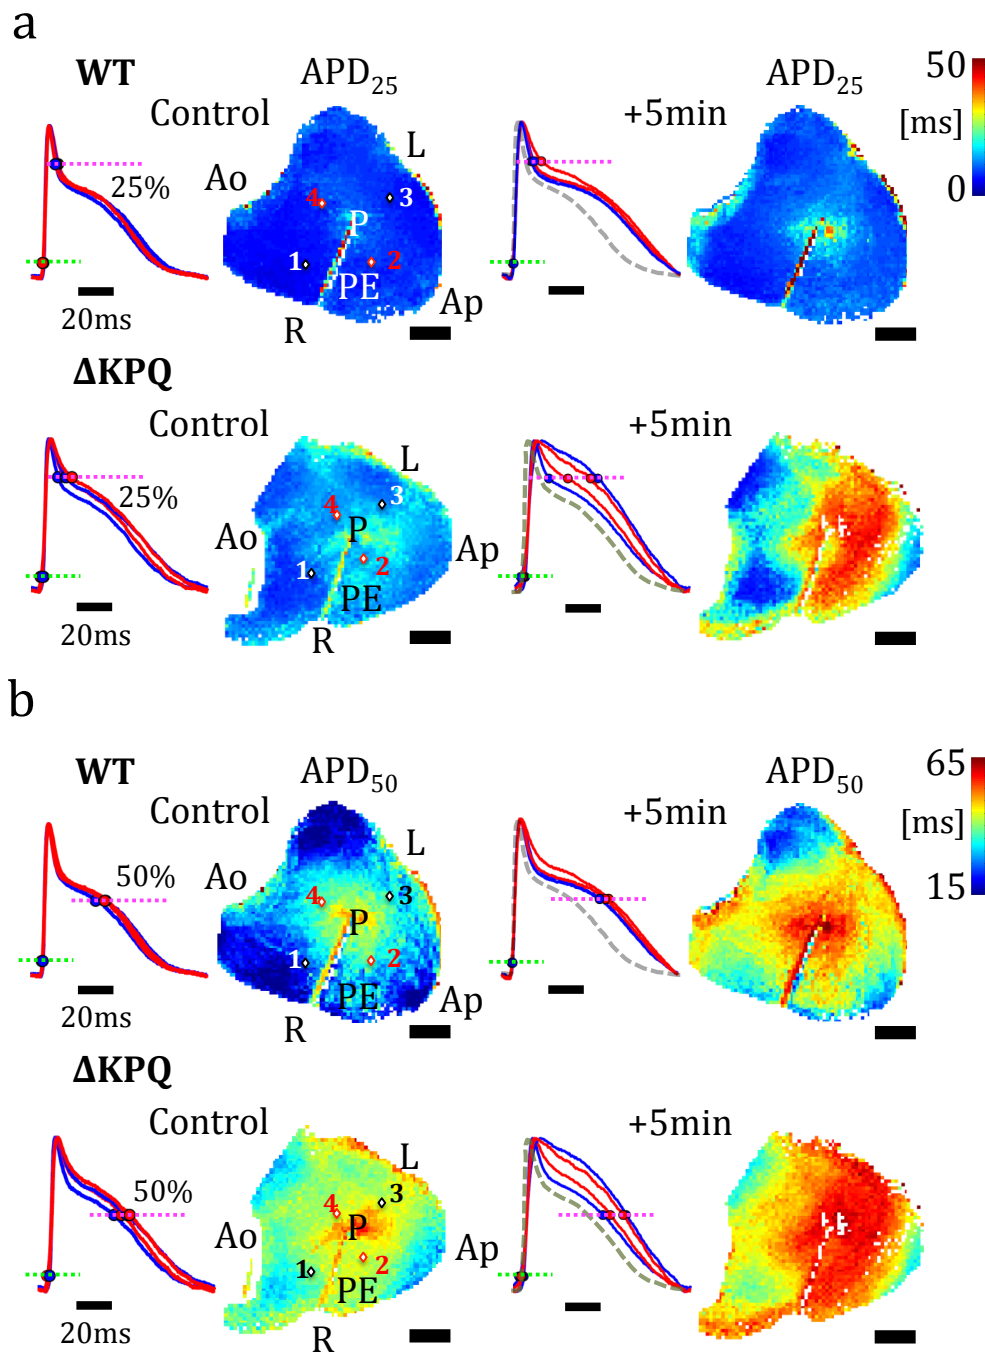 a
WT
APD25
APD25
50
[ms]
0
Control
+5min
L
Ao
25%
4
3
P
1
2
PE
20ms
R
Ap
ΔKPQ
Control
+5min
L
25%
4
3
Ao
P
Ap
1
2
PE
20ms
R
b
WT
APD50
APD50
65
[ms]
15
Control
+5min
L
Ao
50%
4
3
P
1
2
PE
20ms
R
Ap
ΔKPQ
Control
+5min
L
50%
4
3
Ao
P
Ap
1
2
PE
20ms
R